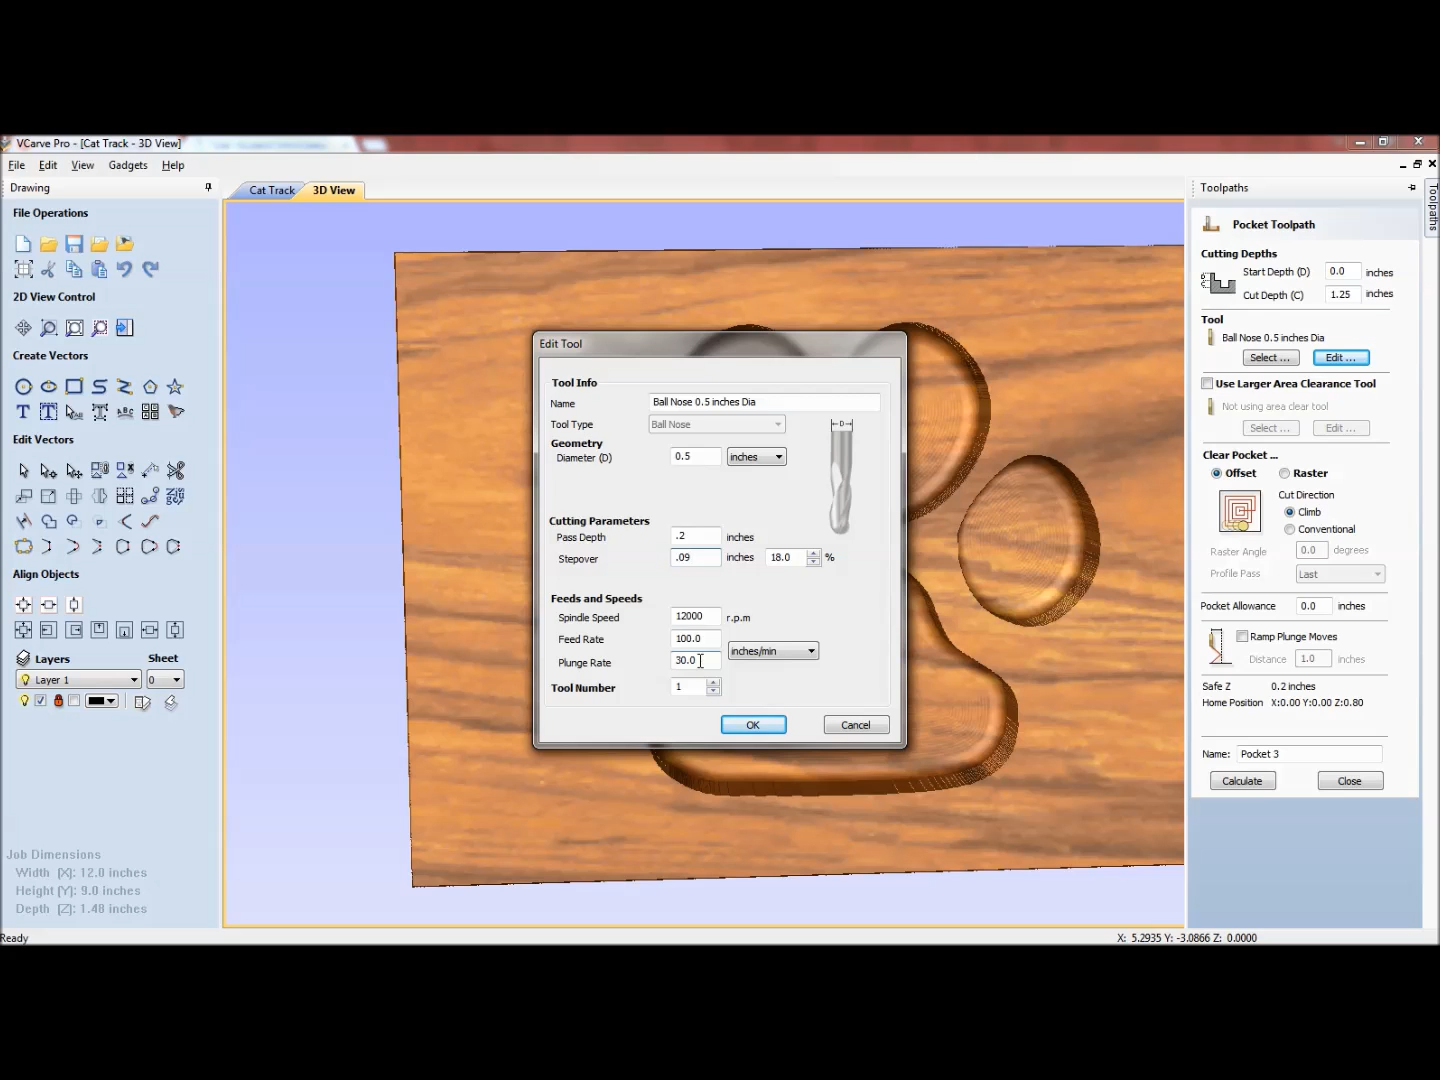 VCarve Pro - [Cat Track - 3D View]
File Edit View Gadgets Help
Drawing
File Operations
2D View Control
Create Vectors
Edit Vectors
Align Objects
Layers Sheet
Layer 1 0
Job Dimensions
Width [X]: 12.0 inches
Height [Y]: 9.0 inches
Depth [Z]: 1.48 inches
Ready
Cat Track 3D View
Edit Tool
Tool Info
Name Ball Nose 0.5 inches Dia
Tool Type Ball Nose
Geometry
Diameter (D) 0.5 inches
D
Cutting Parameters
Pass Depth .2 inches
Stepover .09 inches 18.0 %
Feeds and Speeds
Spindle Speed 12000 r.p.m
Feed Rate 100.0
inches/min
Plunge Rate 30.0
Tool Number 1
OK Cancel
Toolpaths
Toolpaths
Pocket Toolpath
Cutting Depths
Start Depth (D) 0.0 inches
Cut Depth (C) 1.25 inches
Tool
Ball Nose 0.5 inches Dia
Select ... Edit ...
Use Larger Area Clearance Tool
Not using area clear tool
Select ... Edit ...
Clear Pocket ...
Offset Raster
Cut Direction
Climb
Conventional
Raster Angle 0.0 degrees
Profile Pass Last
Pocket Allowance 0.0 inches
Ramp Plunge Moves
Distance 1.0 inches
Safe Z 0.2 inches
Home Position X:0.00 Y:0.00 Z:0.80
Name: Pocket 3
Calculate Close
X: 5.2935 Y: -3.0866 Z: 0.0000